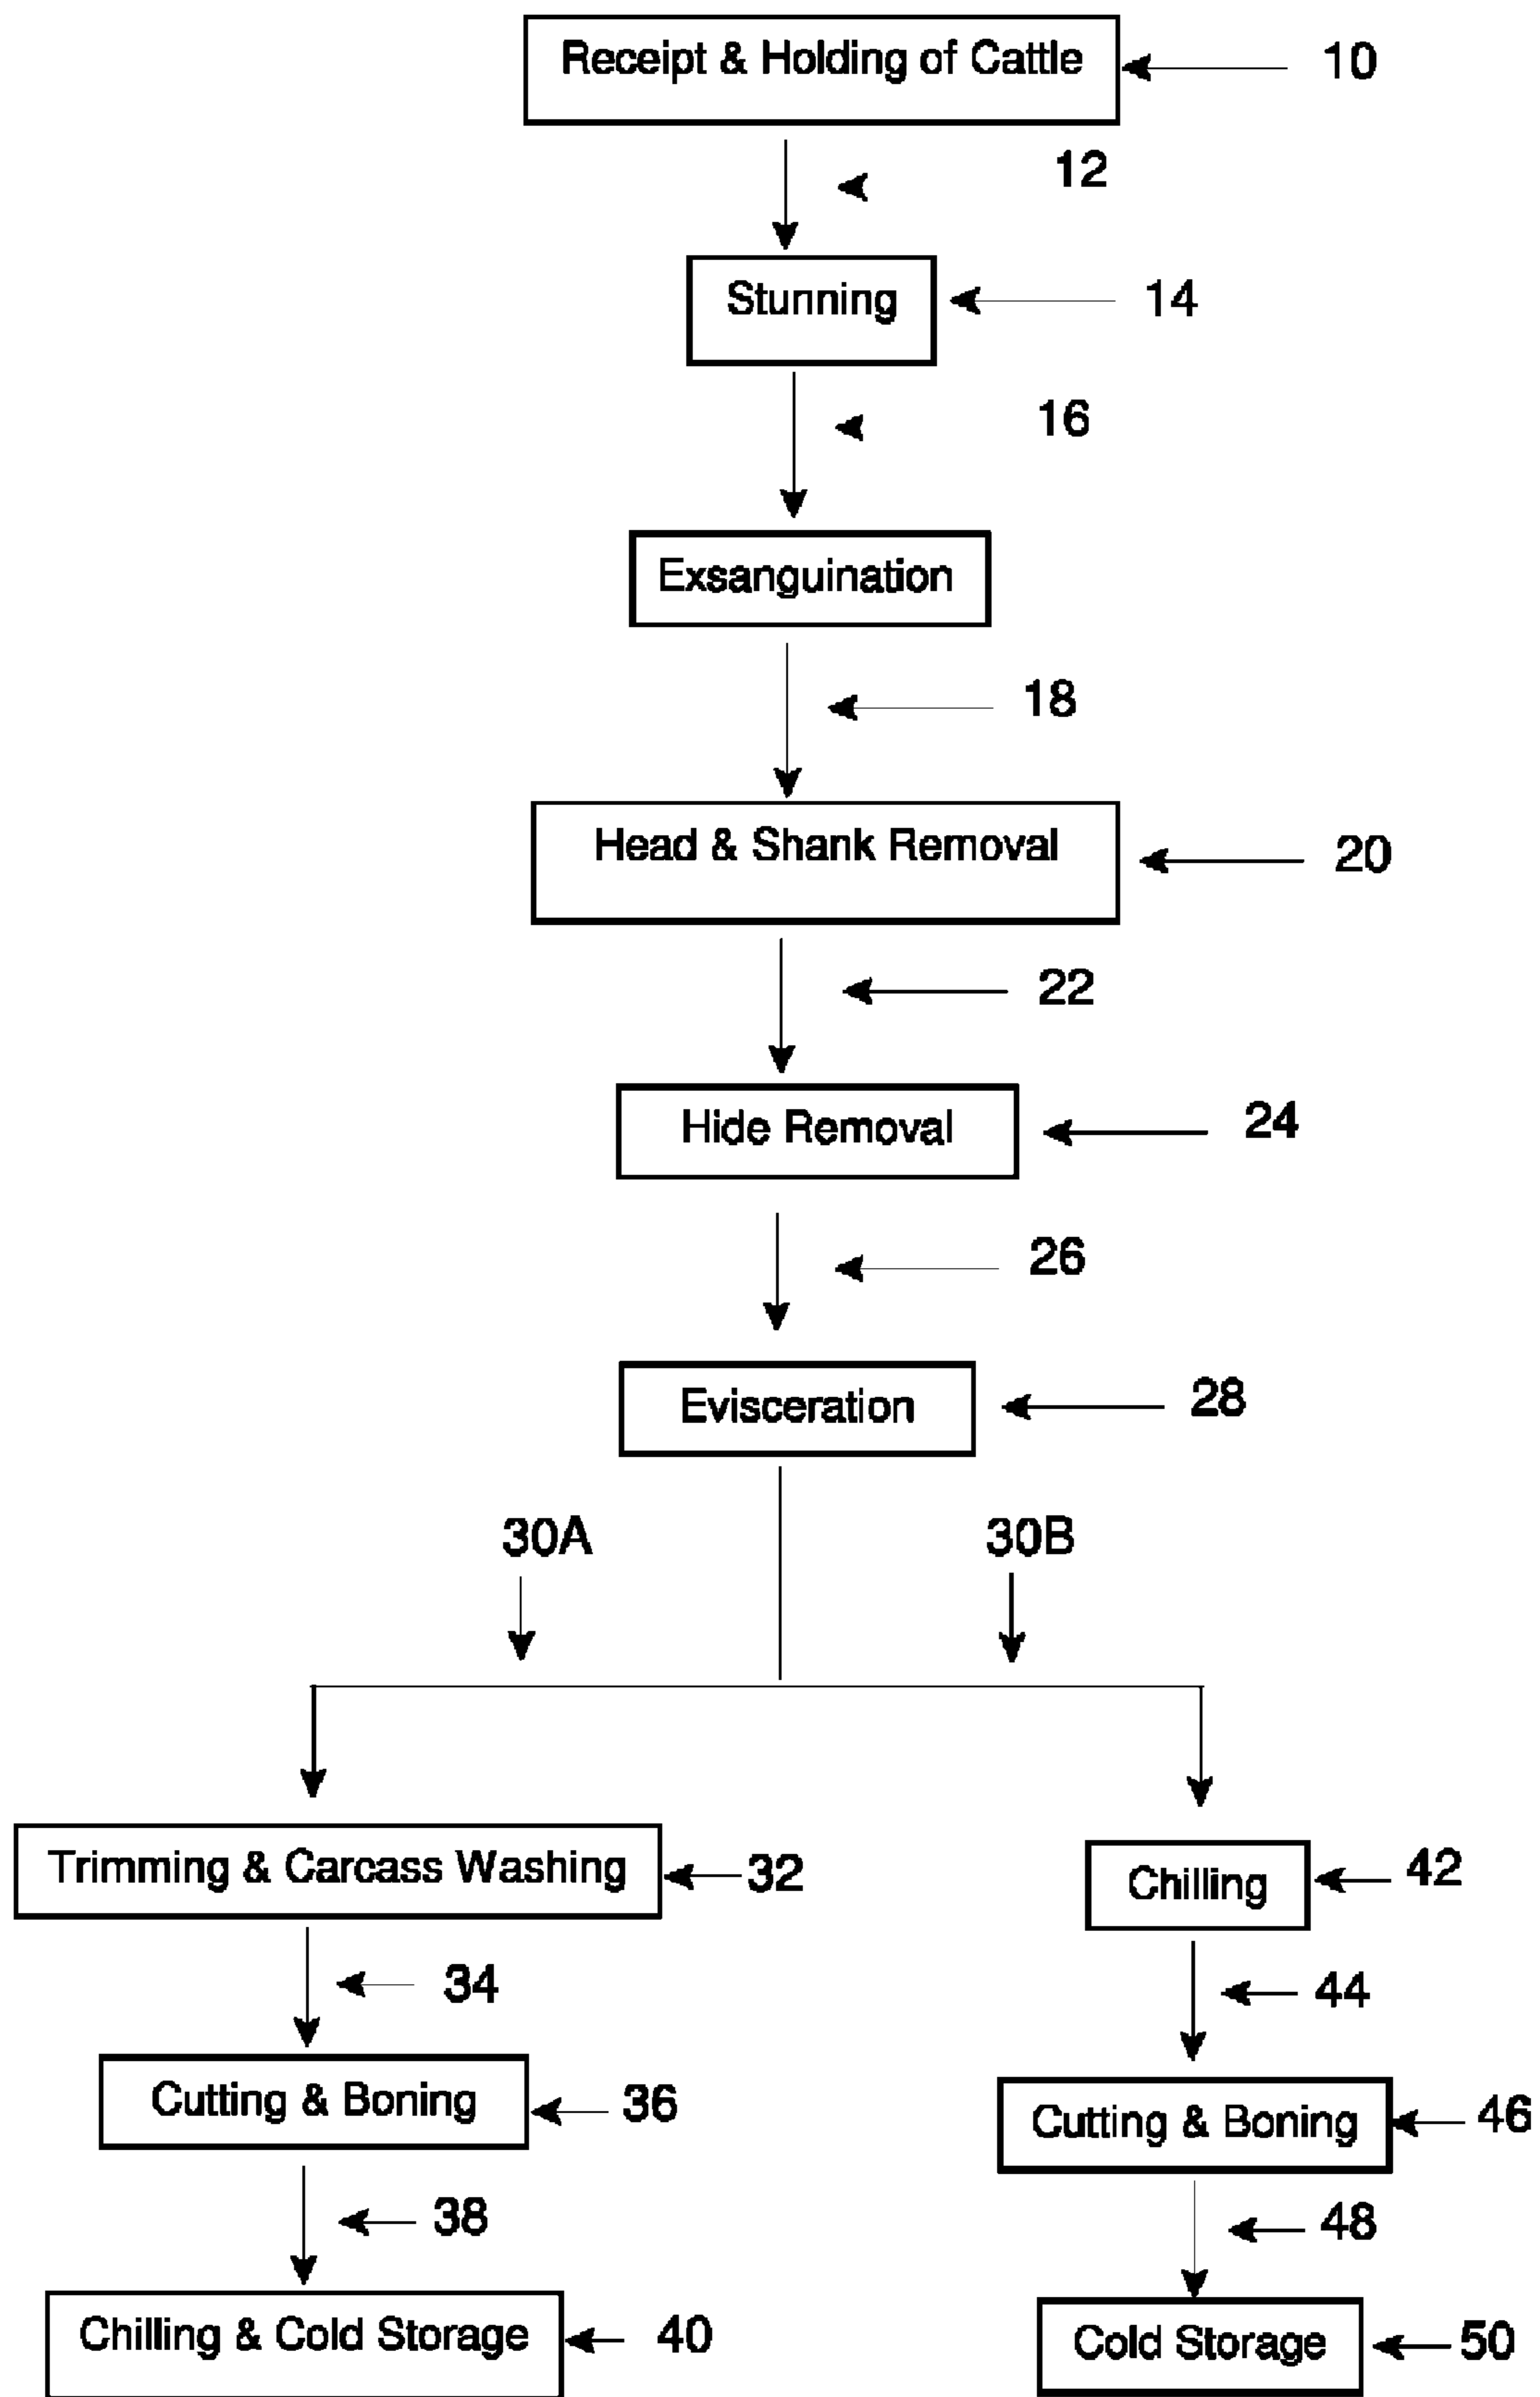 Receipt & Holding of Cattle
10
12
Stunning
14
16
Exsanguination
18
Head & Shank Removal
20
22
Hide Removal
24
26
Evisceration
28
30A
30B
Trimming & Carcass Washing
32
Chilling
42
34
44
Cutting & Boning
36
Cutting & Boning
46
38
48
Chilling & Cold Storage
40
Cold Storage
50